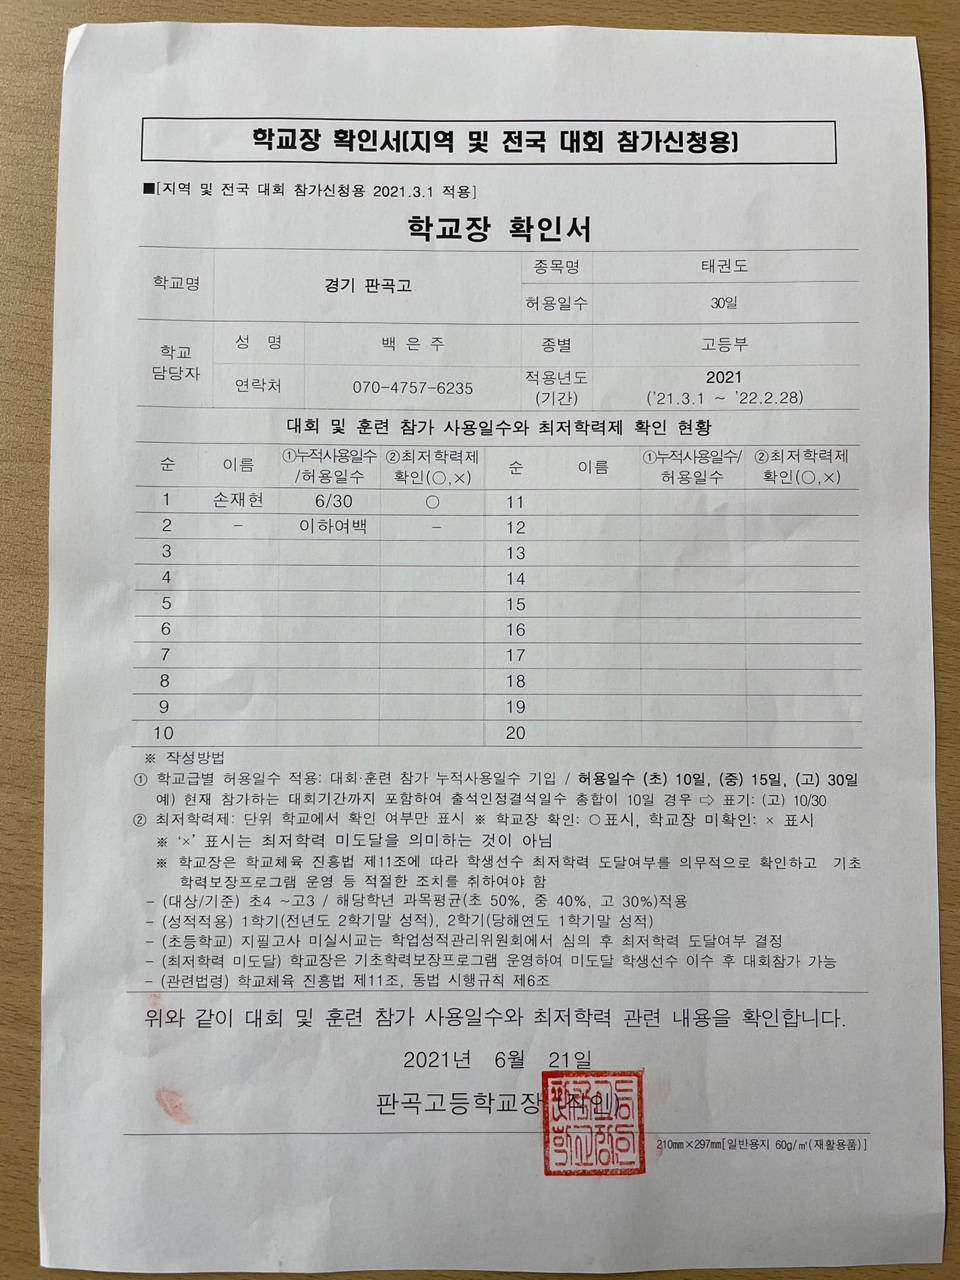 학교장 확인서(지역 및 전국 대회 참가신청용)
■[지역 및 전국 대회 참가신청용 2021.3.1 적용]
학교장 확인서
학교명 경기 판곡고 종목명 태권도
허용일수 30일
학교 담당자 성 명 백 은 주 종별 고등부
연락처 070-4757-6235 적용년도 (기간) 2021 ('21.3.1 ~ '22.2.28)
대회 및 훈련 참가 사용일수와 최저학력제 확인 현황
순 이름 ①누적사용일수/허용일수 ②최저학력제 확인(○,×) 순 이름 ①누적사용일수/허용일수 ②최저학력제 확인(○,×)
1 손재현 6/30 ○ 11
2 - 이하여백 - 12
3 13
4 14
5 15
6 16
7 17
8 18
9 19
10 20
※ 작성방법
① 학교급별 허용일수 적용: 대회·훈련 참가 누적사용일수 기입 / 허용일수 (초) 10일, (중) 15일, (고) 30일
예) 현재 참가하는 대회기간까지 포함하여 출석인정결석일수 총합이 10일 경우 ⇨ 표기: (고) 10/30
② 최저학력제: 단위 학교에서 확인 여부만 표시 ※ 학교장 확인: ○표시, 학교장 미확인: × 표시
※ '×' 표시는 최저학력 미도달을 의미하는 것이 아님
※ 학교장은 학교체육 진흥법 제11조에 따라 학생선수 최저학력 도달여부를 의무적으로 확인하고 기초
학력보장프로그램 운영 등 적절한 조치를 취하여야 함
- (대상/기준) 초4 ~고3 / 해당학년 과목평균(초 50%, 중 40%, 고 30%)적용
- (성적적용) 1학기(전년도 2학기말 성적), 2학기(당해연도 1학기말 성적)
- (초등학교) 지필고사 미실시교는 학업성적관리위원회에서 심의 후 최저학력 도달여부 결정
- (최저학력 미도달) 학교장은 기초학력보장프로그램 운영하여 미도달 학생선수 이수 후 대회참가 가능
- (관련법령) 학교체육 진흥법 제11조, 동법 시행규칙 제6조
위와 같이 대회 및 훈련 참가 사용일수와 최저학력 관련 내용을 확인합니다.
2021년 6월 21일
판곡고등학교장 (직인)
210mm×297mm[일반용지 60g/㎡(재활용품)]